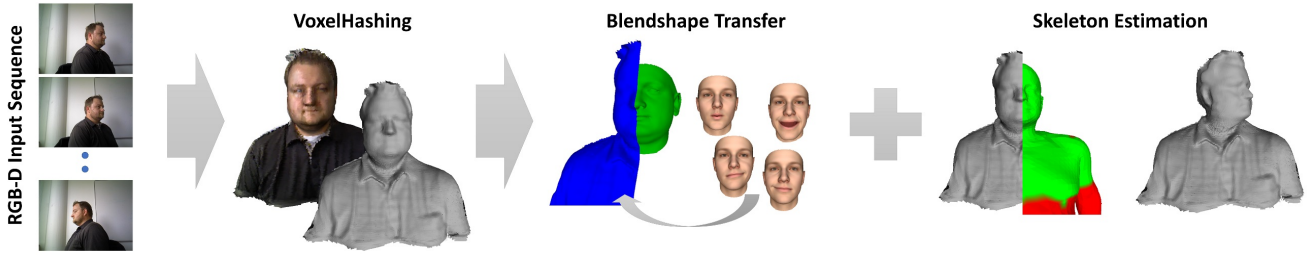 RGB-D Input Sequence
VoxelHashing
Blendshape Transfer
Skeleton Estimation